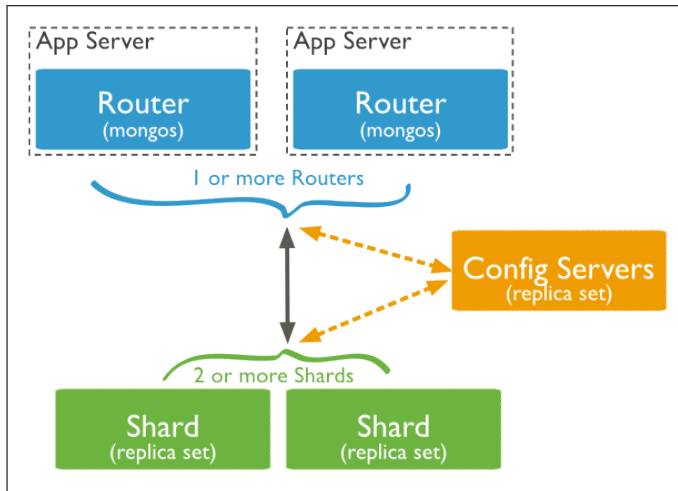 App Server
App Server
Router
(mongos)
Router
(mongos)
1 or more Routers
Config Servers
(replica set)
2 or more Shards
Shard
(replica set)
Shard
(replica set)